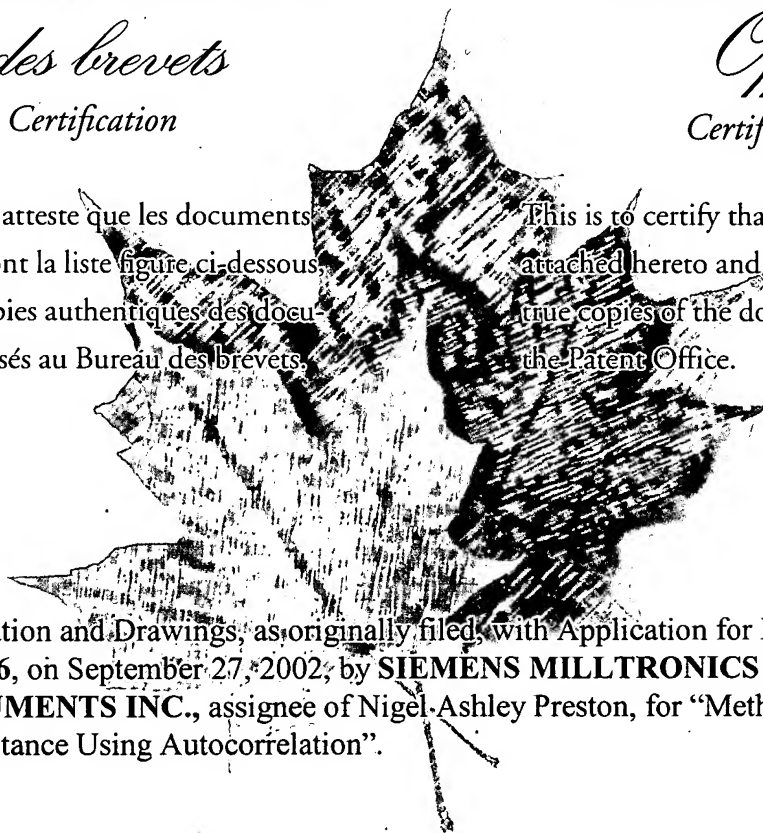 des brevets
Certification
Certif
atteste que les documents
nt la liste figure ci-dessous,
pies authentiques des docu-
sés au Bureau des brevets.
This is to certify tha
attached hereto and
true copies of the do
the Patent Office.
tion and Drawings, as originally filed, with Application for
6, on September 27, 2002, by SIEMENS MILLTRONICS
UMENTS INC., assignee of Nigel Ashley Preston, for “Meth
tance Using Autocorrelation”.